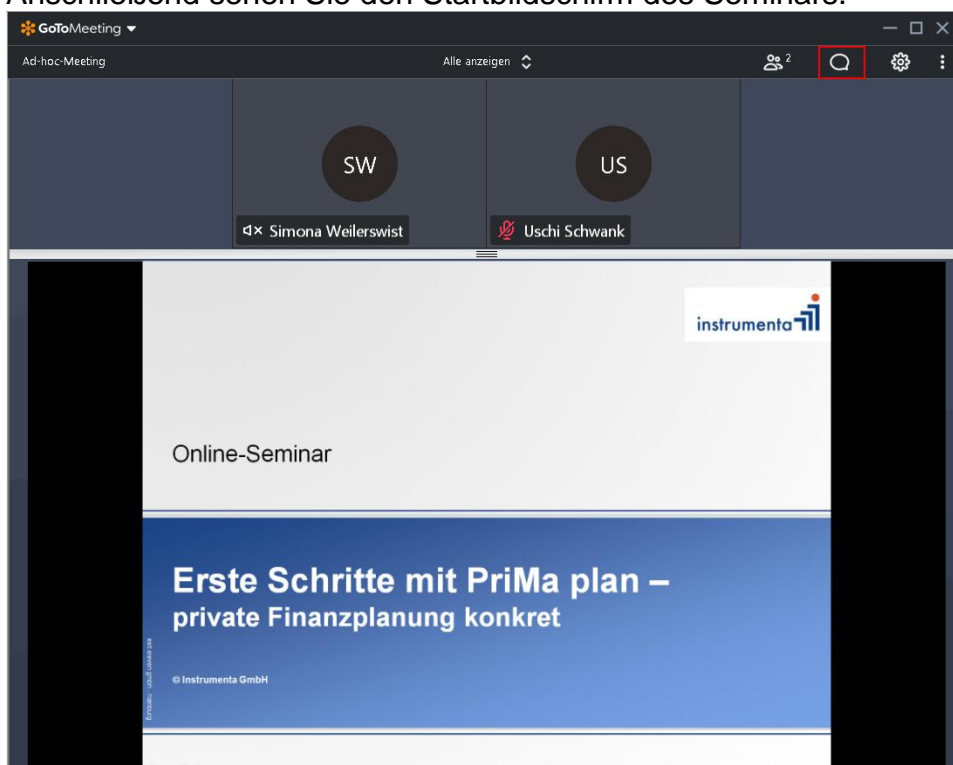 Anschließend sehen Sie den Startbildschirm des Seminars.
GoToMeeting
Ad-hoc-Meeting
Alle anzeigen
2
SW
US
Simona Weilerswist
Uschi Schwank
instrumenta
Online-Seminar
Erste Schritte mit PriMa plan –
private Finanzplanung konkret
© Instrumenta GmbH